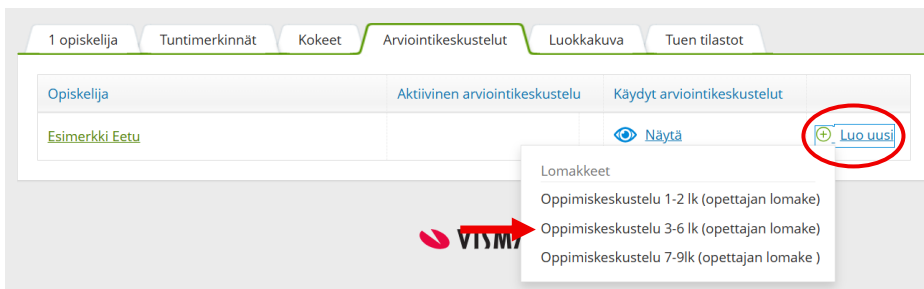 1 opiskelija Tuntimerkinnät Kokeet Arviointikeskustelut Luokkakuva Tuen tilastot
Opiskelija Aktiivinen arviointikeskustelu Käydyt arviointikeskustelut
Esimerkki Eetu Näytä Luo uusi
Lomakkeet
Oppimiskeskustelu 1-2 lk (opettajan lomake)
Oppimiskeskustelu 3-6 lk (opettajan lomake)
Oppimiskeskustelu 7-9lk (opettajan lomake )